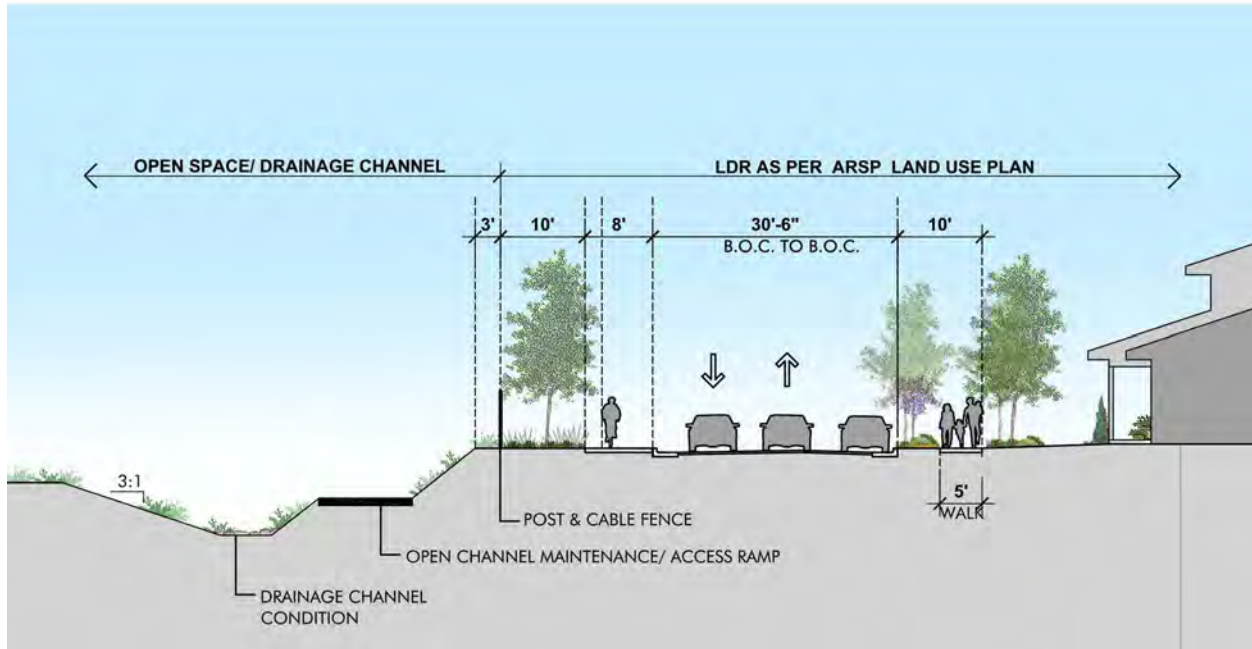 OPEN SPACE/ DRAINAGE CHANNEL
LDR AS PER ARSP LAND USE PLAN
3'
10'
8'
30'-6"
10'
B.O.C. TO B.O.C.
3:1
5'
WALK
POST & CABLE FENCE
OPEN CHANNEL MAINTENANCE/ ACCESS RAMP
DRAINAGE CHANNEL
CONDITION